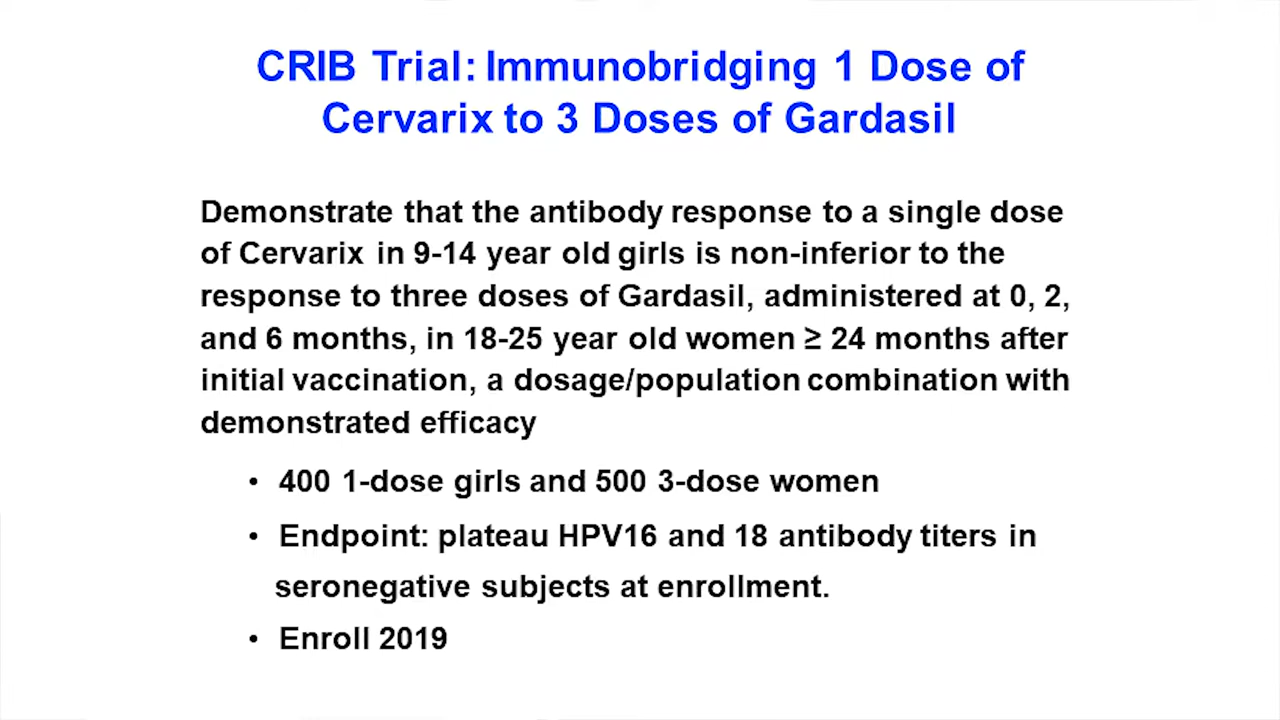 CRIB Trial: Immunobridging 1 Dose of
Cervarix to 3 Doses of Gardasil
Demonstrate that the antibody response to a single dose
of Cervarix in 9-14 year old girls is non-inferior to the
response to three doses of Gardasil, administered at 0, 2,
and 6 months, in 18-25 year old women ≥ 24 months after
initial vaccination, a dosage/population combination with
demonstrated efficacy
• 400 1-dose girls and 500 3-dose women
• Endpoint: plateau HPV16 and 18 antibody titers in
seronegative subjects at enrollment.
• Enroll 2019